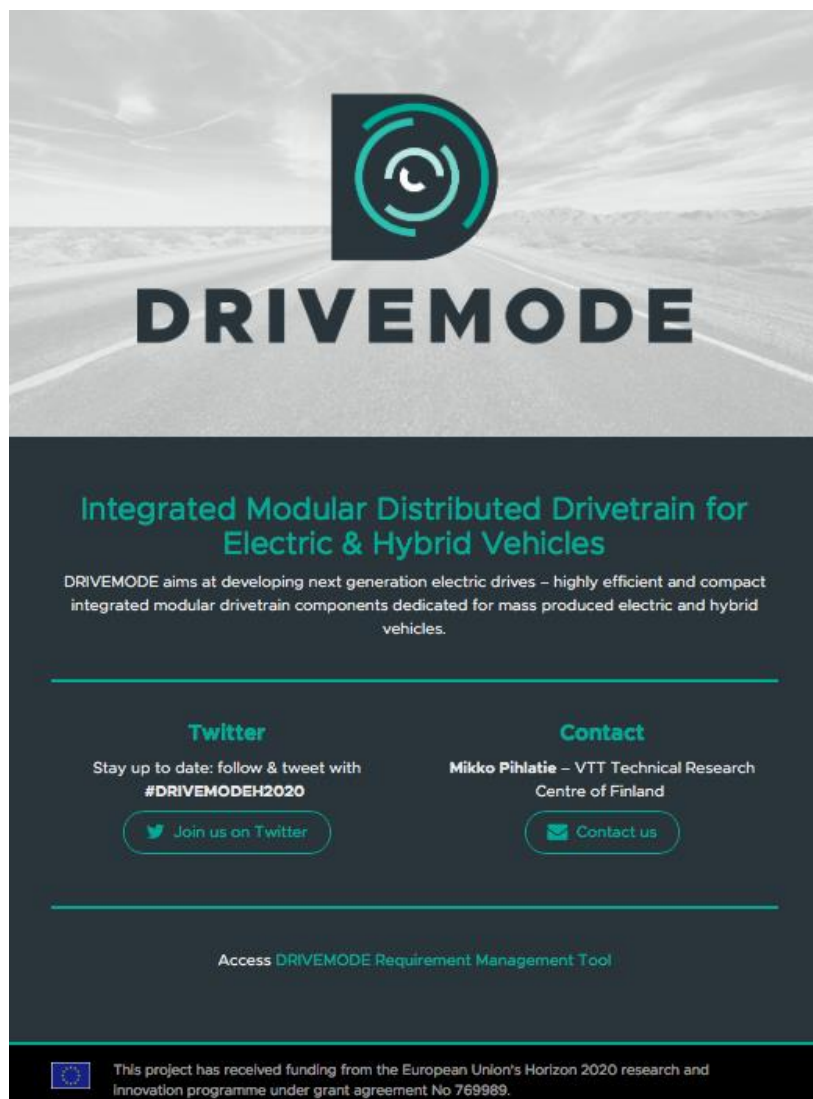 DRIVEMODE
Integrated Modular Distributed Drivetrain for
Electric & Hybrid Vehicles
DRIVEMODE aims at developing next generation electric drives – highly efficient and compact
integrated modular drivetrain components dedicated for mass produced electric and hybrid
vehicles.
Twitter
Stay up to date: follow & tweet with
#DRIVEMODEH2020
Join us on Twitter
Contact
Mikko Pihlatie – VTT Technical Research
Centre of Finland
Contact us
Access DRIVEMODE Requirement Management Tool
This project has received funding from the European Union's Horizon 2020 research and
innovation programme under grant agreement No 769989.